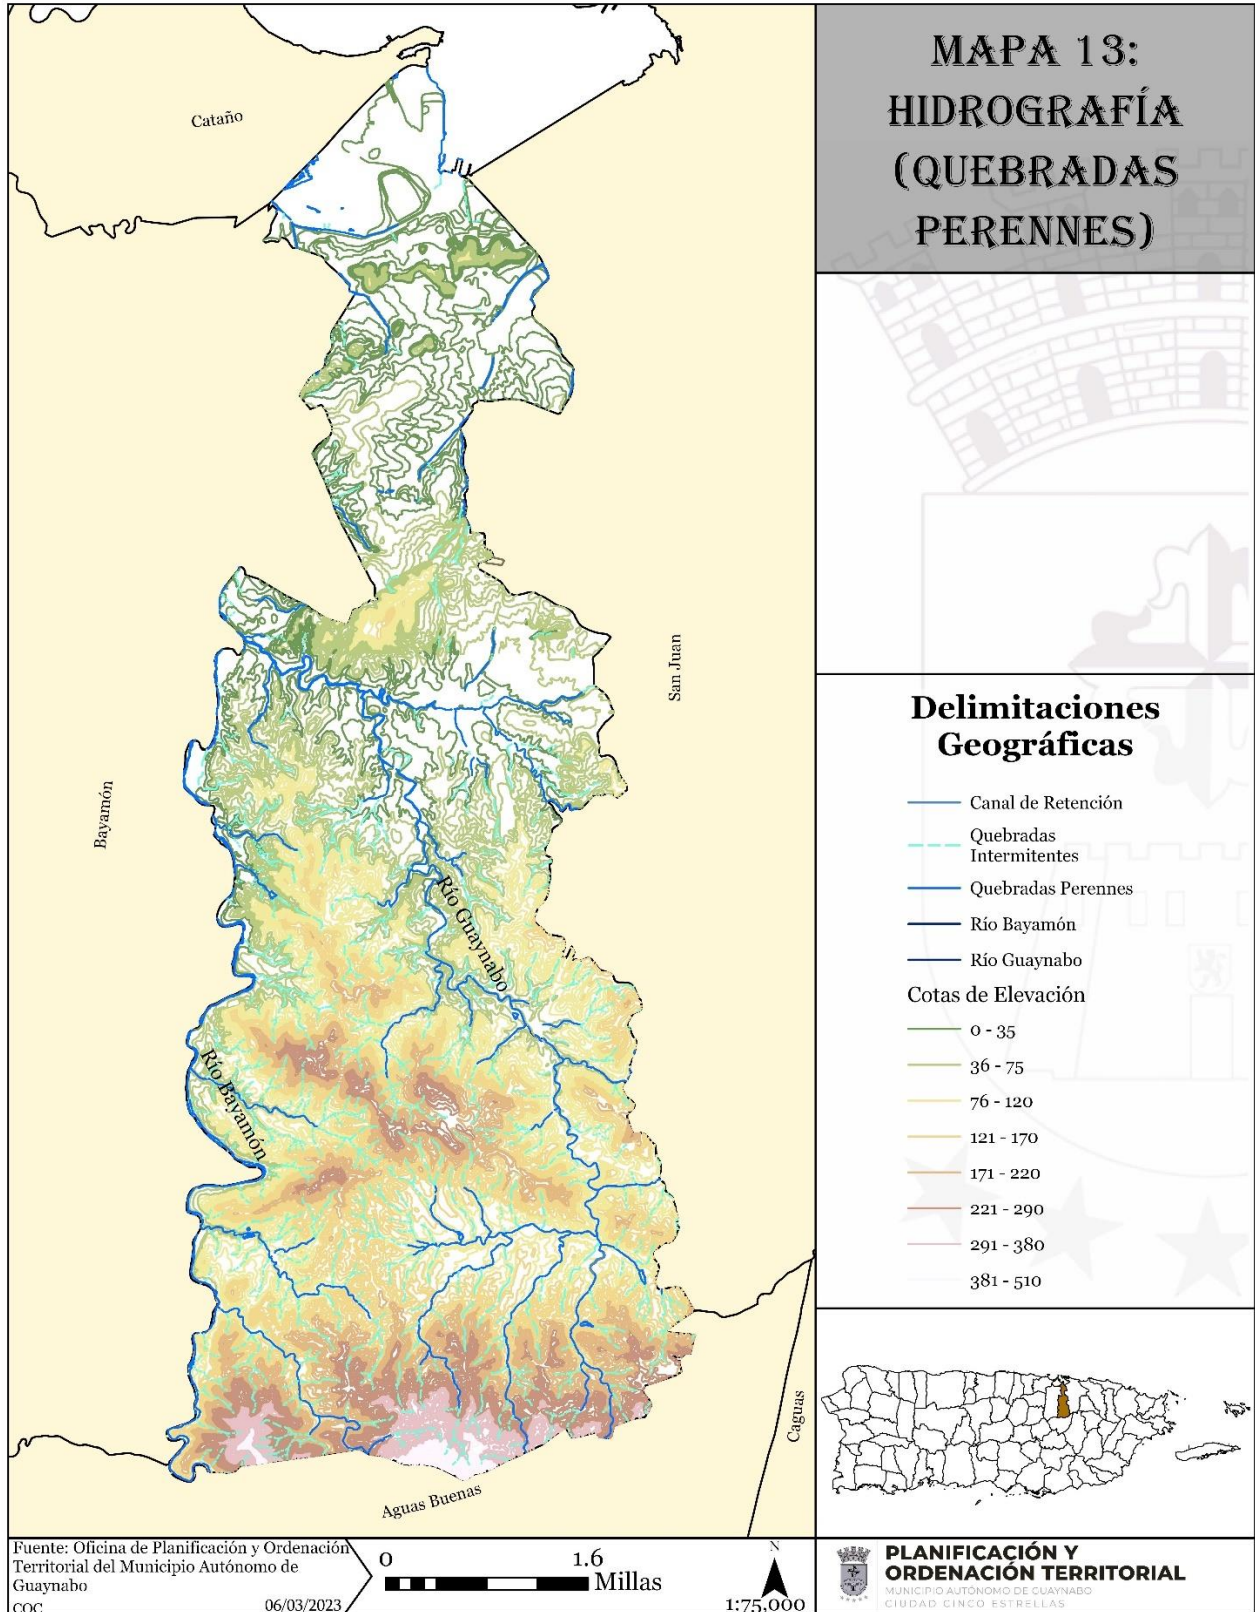 MAPA 13:
HIDROGRAFÍA
(QUEBRADAS
PERENNES)
Cataño
San Juan
Bayamón
Río Guaynabo
Río Bayamón
Caguas
Aguas Buenas
Delimitaciones
Geográficas
Canal de Retención
Quebradas
Intermitentes
Quebradas Perennes
Río Bayamón
Río Guaynabo
Cotas de Elevación
0 - 35
36 - 75
76 - 120
121 - 170
171 - 220
221 - 290
291 - 380
381 - 510
Fuente: Oficina de Planificación y Ordenación
Territorial del Municipio Autónomo de
Guaynabo
COC 06/03/2023
0 1.6
Millas
N
1:75,000
PLANIFICACIÓN Y
ORDENACIÓN TERRITORIAL
MUNICIPIO AUTÓNOMO DE GUAYNABO
CIUDAD CINCO ESTRELLAS